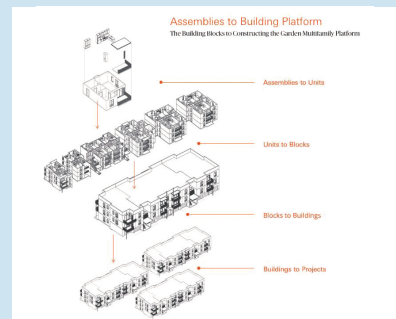 Assemblies to Building Platform
The Building Blocks to Constructing the Garden Multifamily Platform
Assemblies to Units
Units to Blocks
Blocks to Buildings
Buildings to Projects